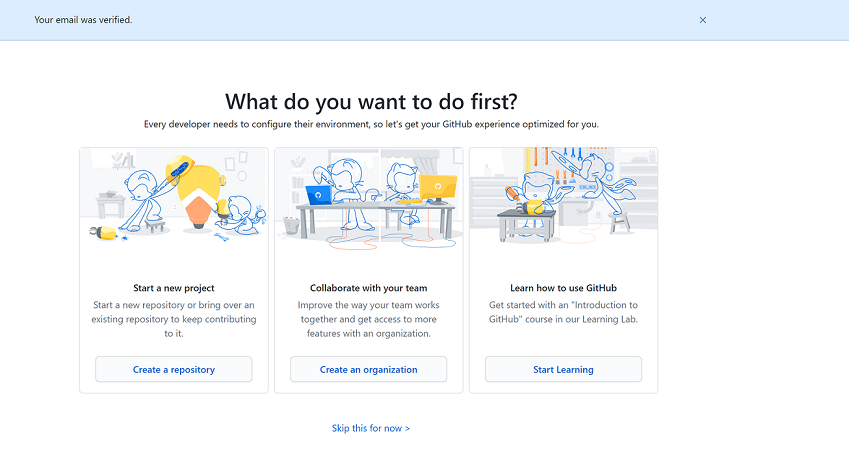 Your email was verified.
What do you want to do first?
Every developer needs to configure their environment, so let's get your GitHub experience optimized for you.
Start a new project
Start a new repository or bring over an
existing repository to keep contributing
to it.
Create a repository
Collaborate with your team
Improve the way your team works
together and get access to more
features with an organization.
Create an organization
Learn how to use GitHub
Get started with an "Introduction to
GitHub" course in our Learning Lab.
Start Learning
Skip this for now >